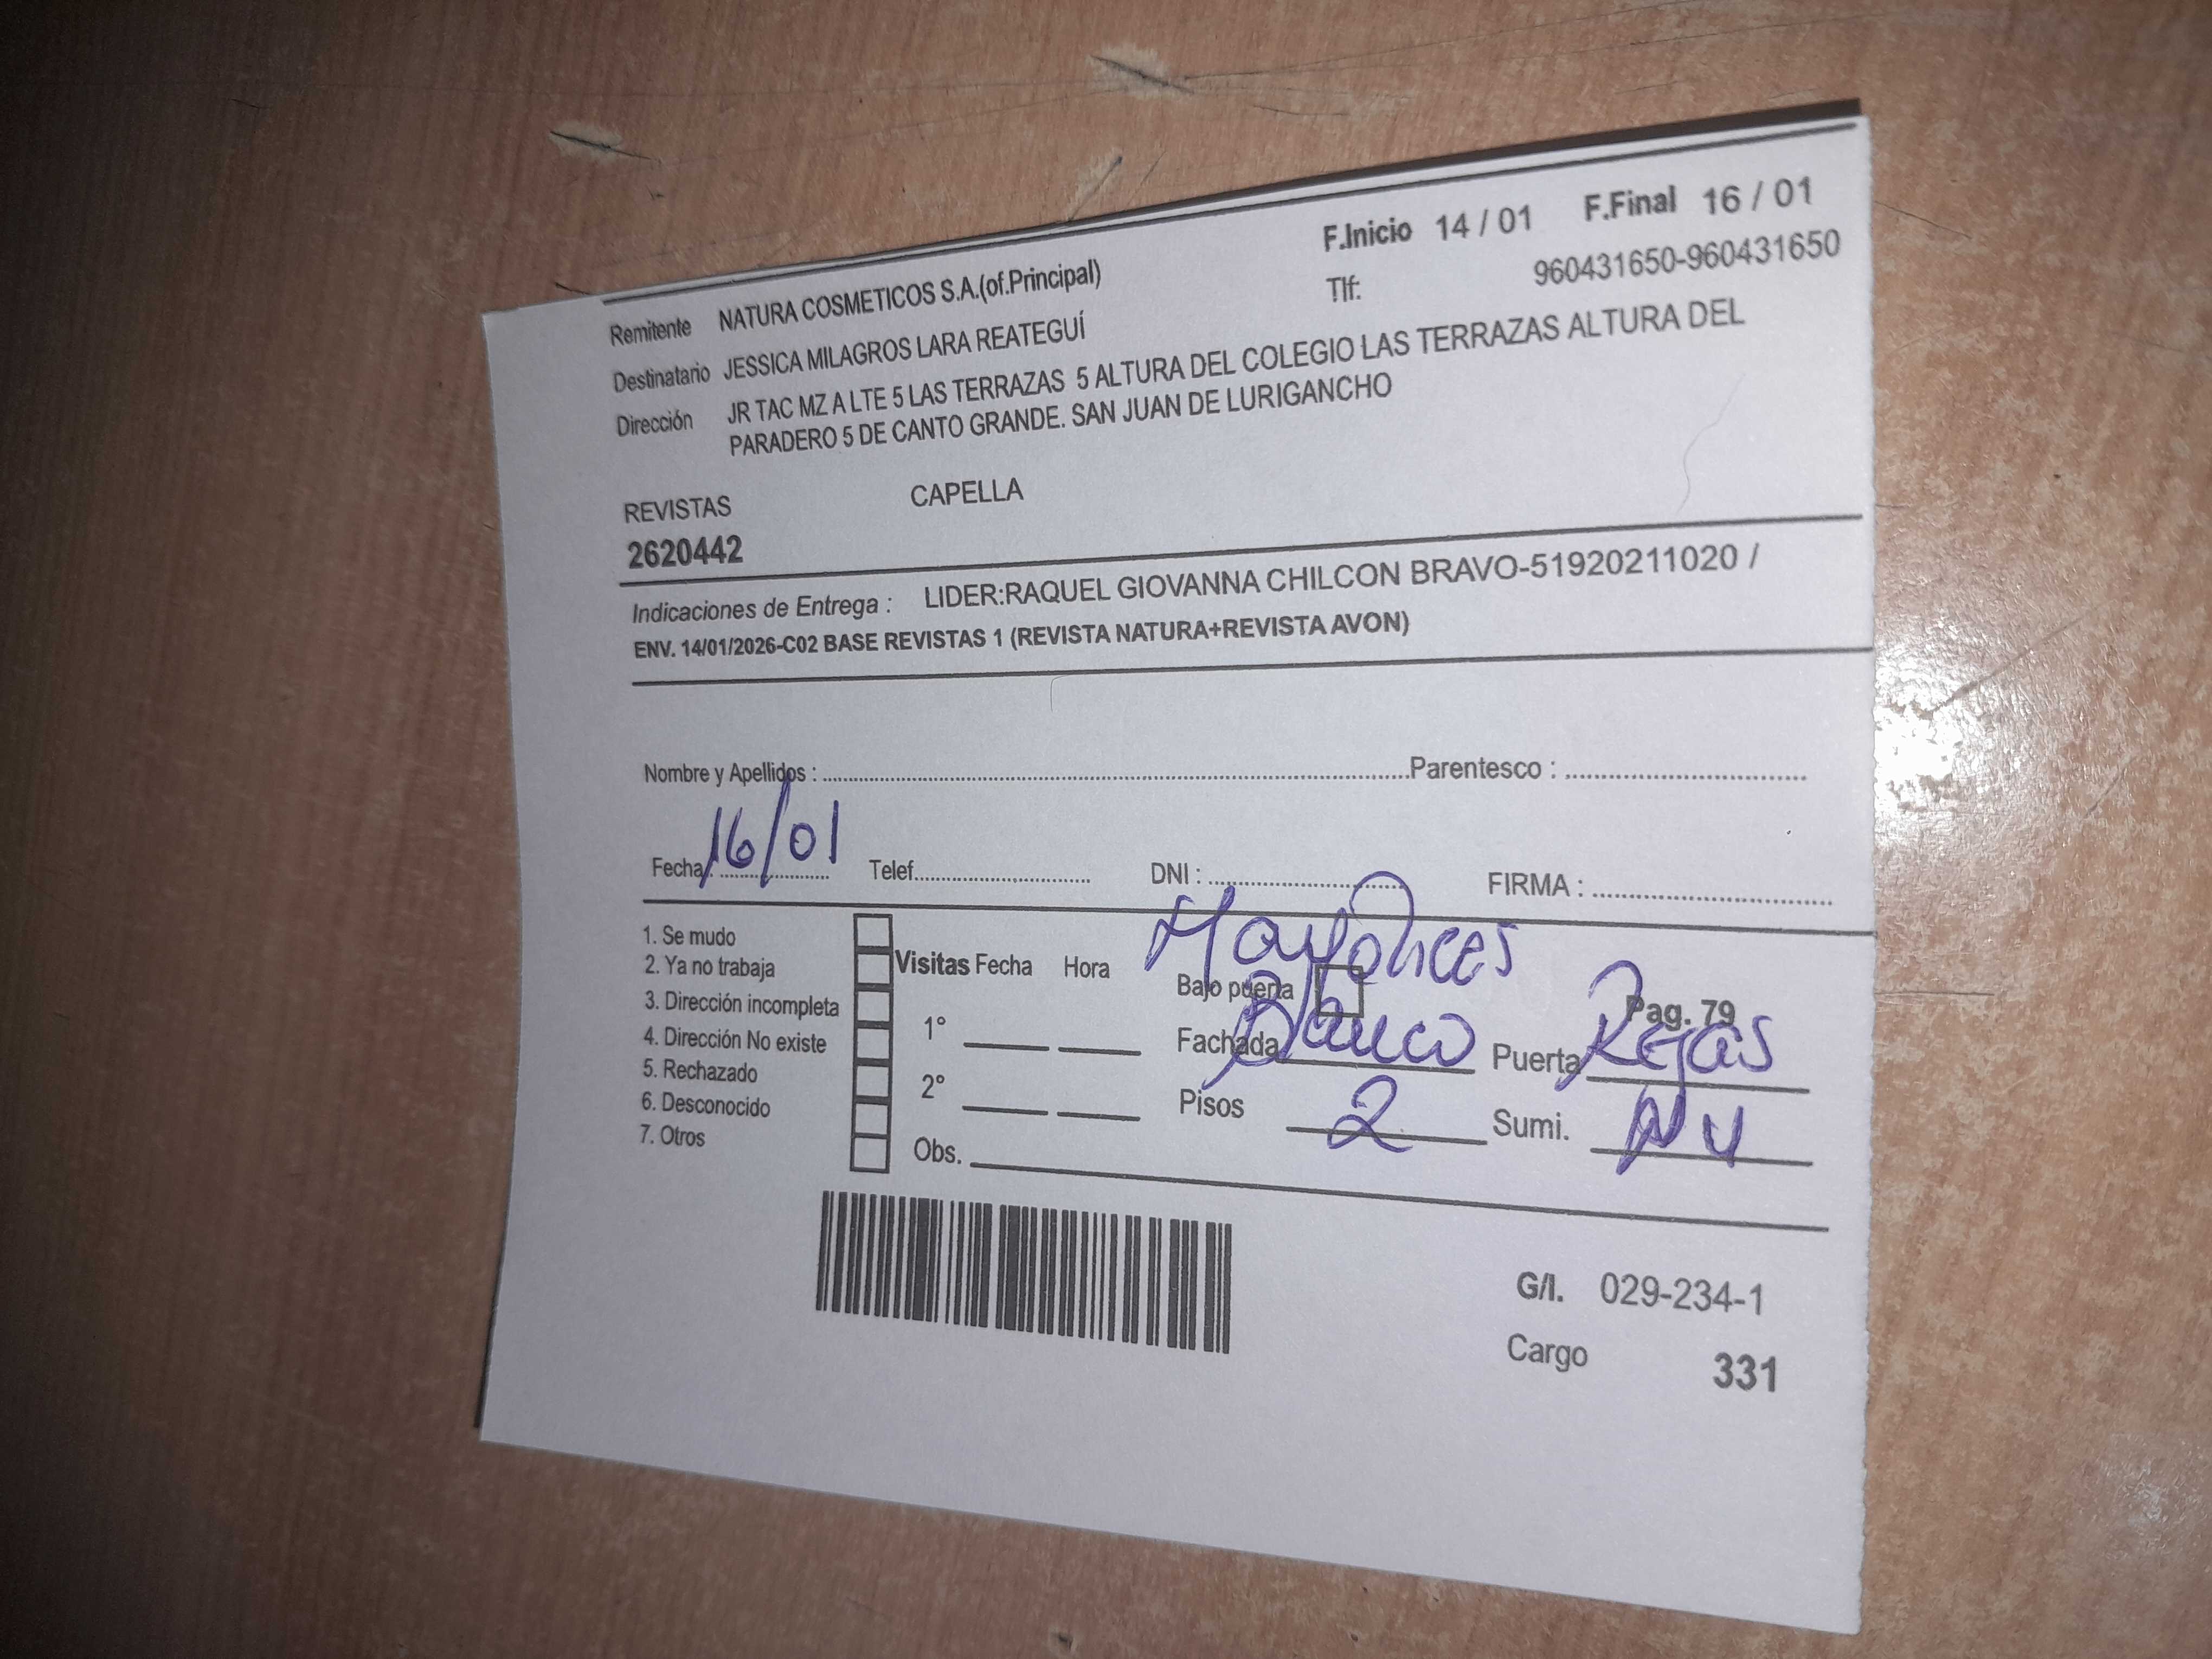 F.Inicio 14 / 01 F.Final 16 / 01
Remitente NATURA COSMETICOS S.A.(of.Principal) Tlf: 960431650-960431650
Destinatario JESSICA MILAGROS LARA REATEGUÍ
Dirección JR TAC MZ A LTE 5 LAS TERRAZAS 5 ALTURA DEL COLEGIO LAS TERRAZAS ALTURA DEL
PARADERO 5 DE CANTO GRANDE. SAN JUAN DE LURIGANCHO
REVISTAS CAPELLA
2620442
Indicaciones de Entrega : LIDER:RAQUEL GIOVANNA CHILCON BRAVO-51920211020 /
ENV. 14/01/2026-C02 BASE REVISTAS 1 (REVISTA NATURA+REVISTA AVON)
Nombre y Apellidos : Parentesco :
Fecha: 16/01 Telef. DNI : FIRMA :
1. Se mudo
2. Ya no trabaja
3. Dirección incompleta
4. Dirección No existe
5. Rechazado
6. Desconocido
7. Otros
Visitas Fecha Hora
1°
2°
Obs.
Bajo puerta
Pag. 79
Fachada Blanco Puerta Rejas
Pisos 2 Sumi.
G/I. 029-234-1
Cargo 331